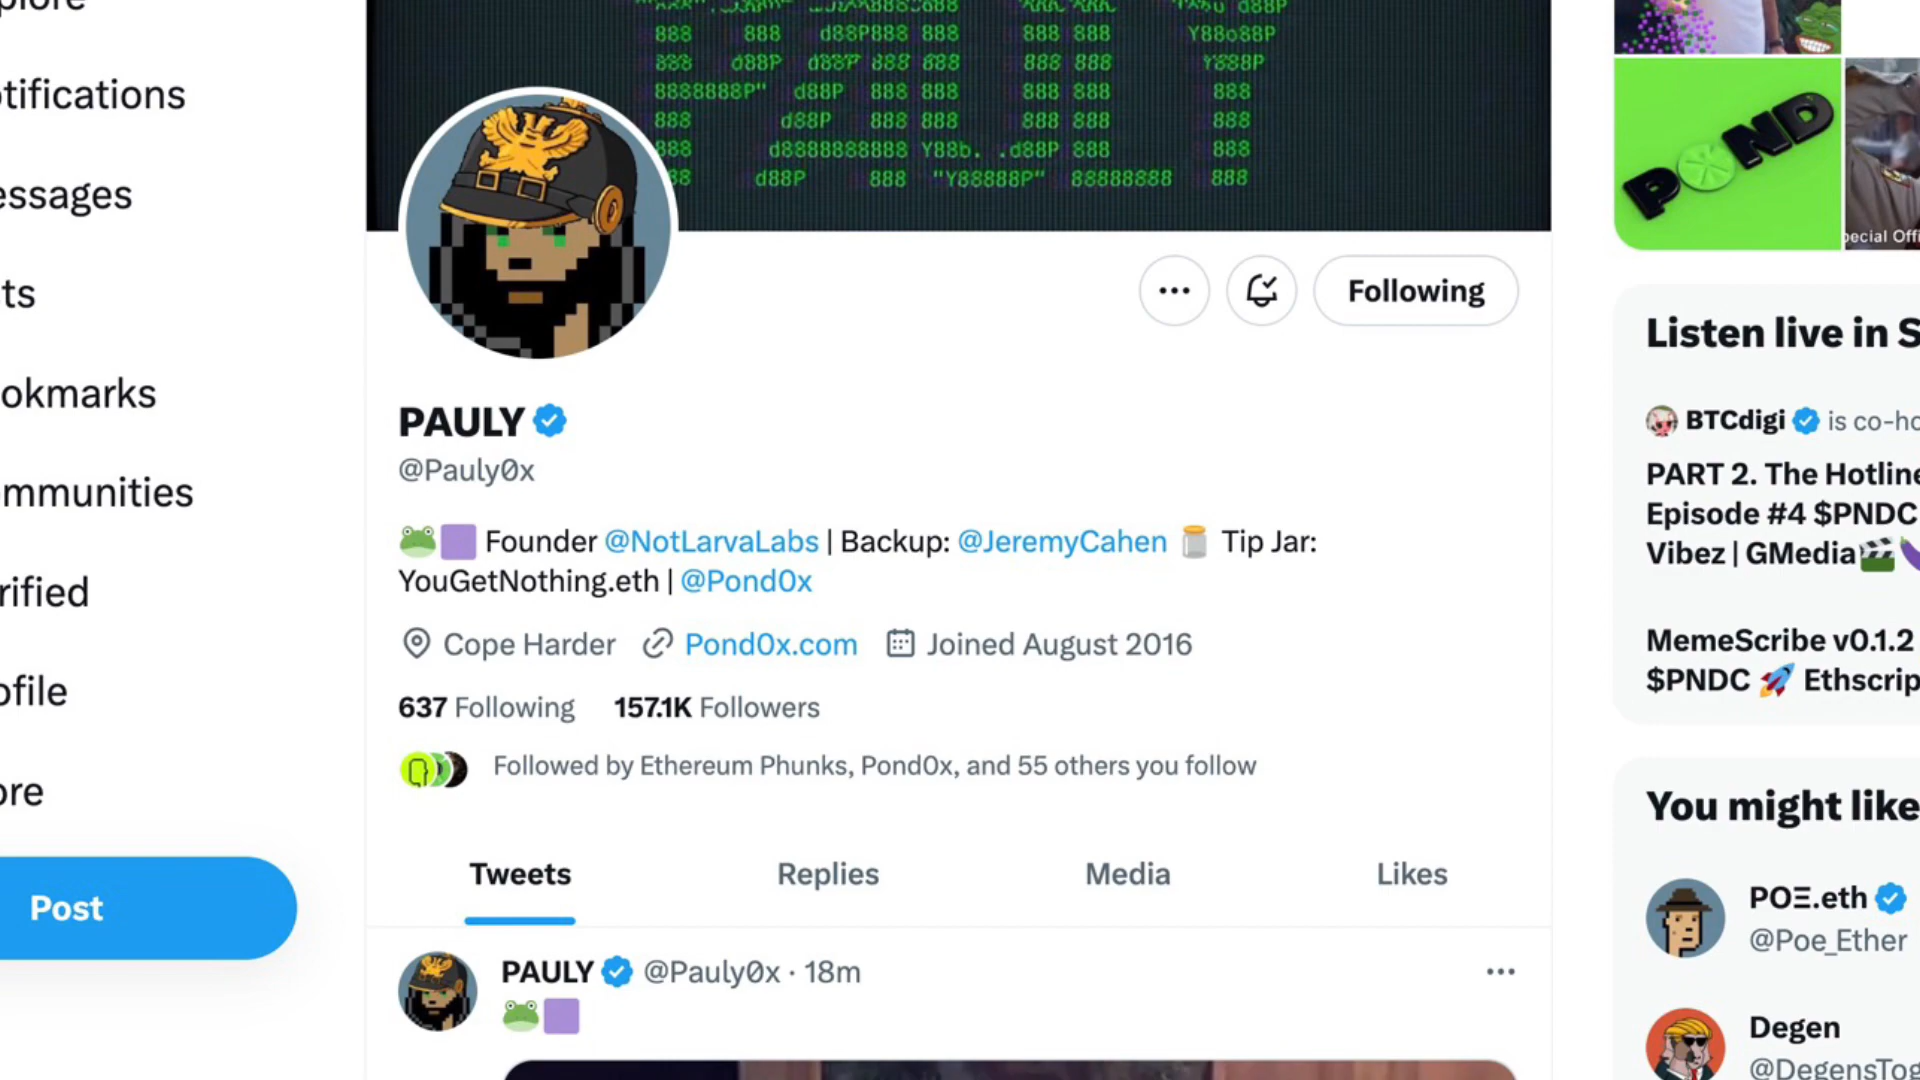 plore
otifications
essages
ts
okmarks
ommunities
rified
ofile
ore
Post
Following
PAULY
@Pauly0x
Founder @NotLarvaLabs | Backup: @JeremyCahen Tip Jar:
YouGetNothing.eth | @Pond0x
Cope Harder Pond0x.com Joined August 2016
637 Following 157.1K Followers
Followed by Ethereum Phunks, Pond0x, and 55 others you follow
Tweets Replies Media Likes
PAULY @Pauly0x · 18m
POND
pecial Offi
Listen live in S
BTCdigi is co-ho
PART 2. The Hotline
Episode #4 $PNDC
Vibez | GMedia
MemeScribe v0.1.2
$PNDC Ethscrip
You might like
POΞ.eth
@Poe_Ether
Degen
@DegensTog